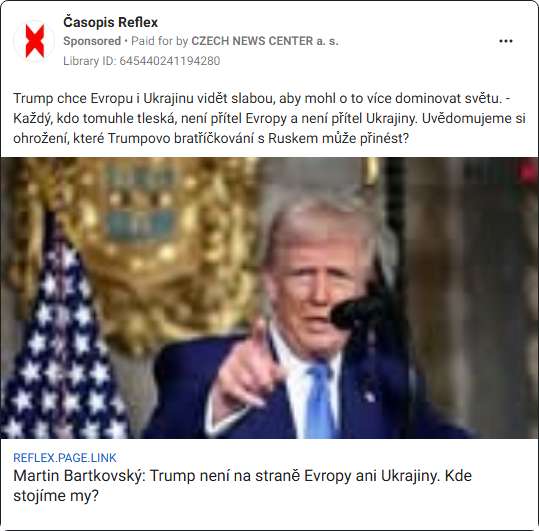 Časopis Reflex
Sponsored • Paid for by CZECH NEWS CENTER a. s.
Library ID: 645440241194280
Trump chce Evropu i Ukrajinu vidět slabou, aby mohl o to více dominovat světu. -
Každý, kdo tomuhle tleská, není přítel Evropy a není přítel Ukrajiny. Uvědomujeme si
ohrožení, které Trumpovo bratříčkování s Ruskem může přinést?
REFLEX.PAGE.LINK
Martin Bartkovský: Trump není na straně Evropy ani Ukrajiny. Kde
stojíme my?